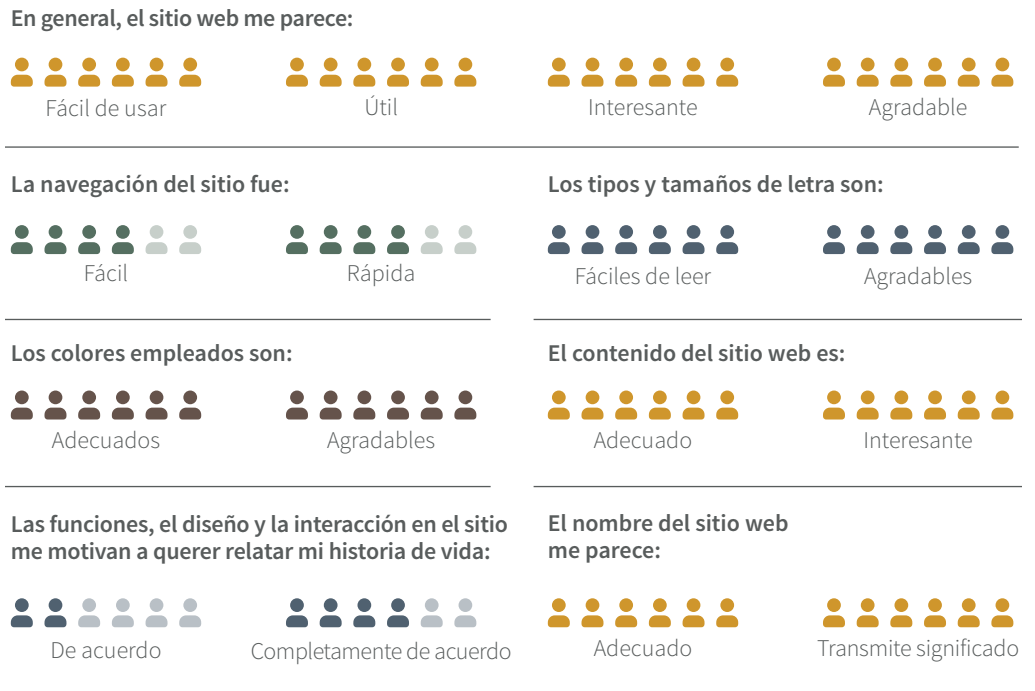 En general, el sitio web me parece:
Fácil de usar
Útil
Interesante
Agradable
La navegación del sitio fue:
Fácil
Rápida
Los tipos y tamaños de letra son:
Fáciles de leer
Agradables
Los colores empleados son:
Adecuados
Agradables
El contenido del sitio web es:
Adecuado
Interesante
Las funciones, el diseño y la interacción en el sitio
me motivan a querer relatar mi historia de vida:
De acuerdo
Completamente de acuerdo
El nombre del sitio web
me parece:
Adecuado
Transmite significado